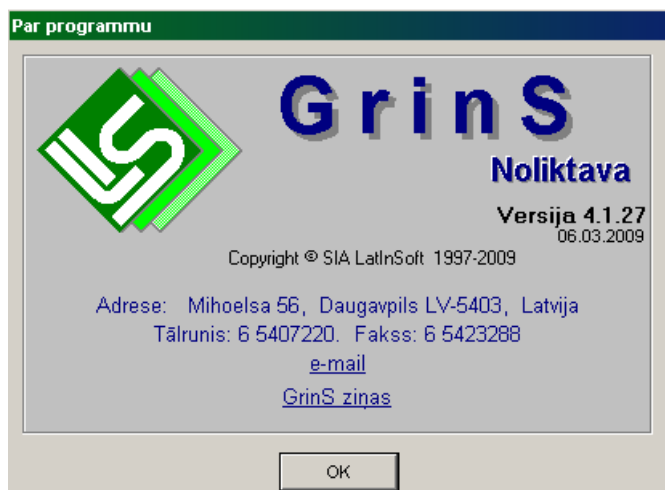 Par programmu
GrinS
Noliktava
Versija 4.1.27
06.03.2009
Copyright © SIA LatInSoft 1997-2009
Adrese: Mihoelsa 56, Daugavpils LV-5403, Latvija
Tālrunis: 6 5407220. Fakss: 6 5423288
e-mail
GrinS ziņas
OK